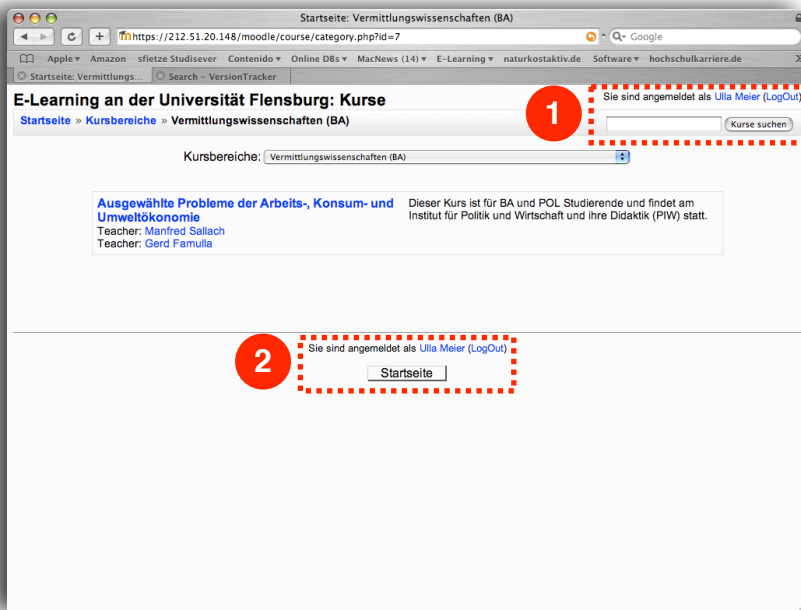 Startseite: Vermittlungswissenschaften (BA)
https://212.51.20.148/moodle/course/category.php?id=7
Google
Apple Amazon sfietze Studisever Contenido Online DBs MacNews (14) E-Learning naturkostaktiv.de Software hochschulkarriere.de
Startseite: Vermittlungs... Search - VersionTracker
E-Learning an der Universität Flensburg: Kurse
Sie sind angemeldet als Ulla Meier (LogOut)
1
Startseite » Kursbereiche » Vermittlungswissenschaften (BA)
Kurse suchen
Kursbereiche: Vermittlungswissenschaften (BA)
Ausgewählte Probleme der Arbeits-, Konsum- und
Umweltökonomie
Teacher: Manfred Sallach
Teacher: Gerd Famulla
Dieser Kurs ist für BA und POL Studierende und findet am
Institut für Politik und Wirtschaft und ihre Didaktik (PIW) statt.
2
Sie sind angemeldet als Ulla Meier (LogOut)
Startseite